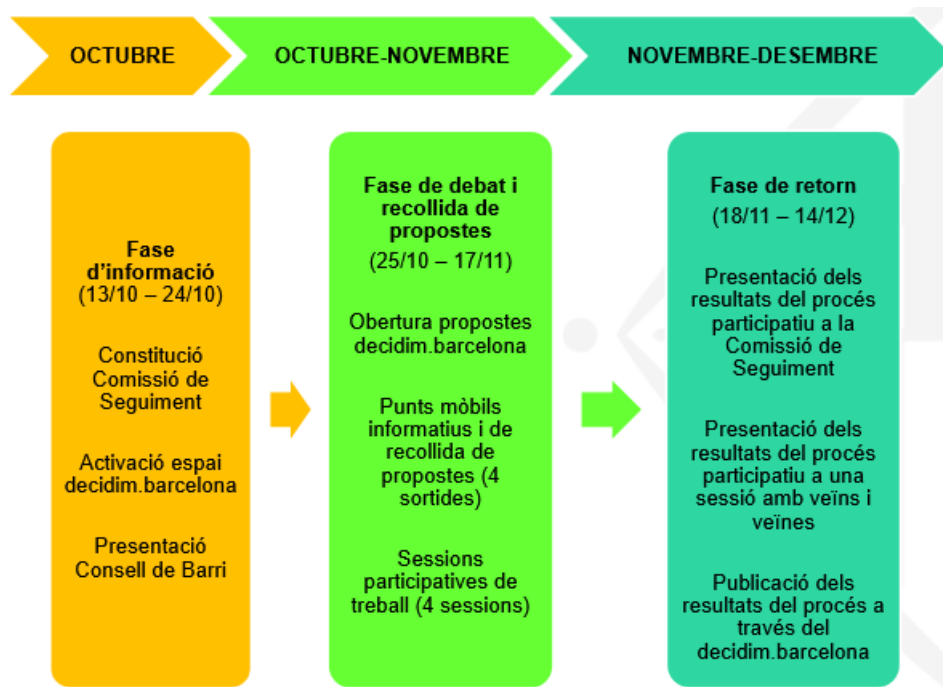 OCTUBRE
OCTUBRE-NOVEMBRE
NOVEMBRE-DESEMBRE
Fase
d'informació
(13/10 – 24/10)
Constitució
Comissió de
Seguiment
Activació espai
decidim.barcelona
Presentació
Consell de Barri
Fase de debat i
recollida de
propostes
(25/10 – 17/11)
Obertura propostes
decidim.barcelona
Punts mòbils
informatius i de
recollida de
propostes (4
sortides)
Sessions
participatives de
treball (4 sessions)
Fase de retorn
(18/11 – 14/12)
Presentació dels
resultats del procés
participatiu a la
Comissió de
Seguiment
Presentació dels
resultats del procés
participatiu a una
sessió amb veïns i
veïnes
Publicació dels
resultats del procés a
través del
decidim.barcelona